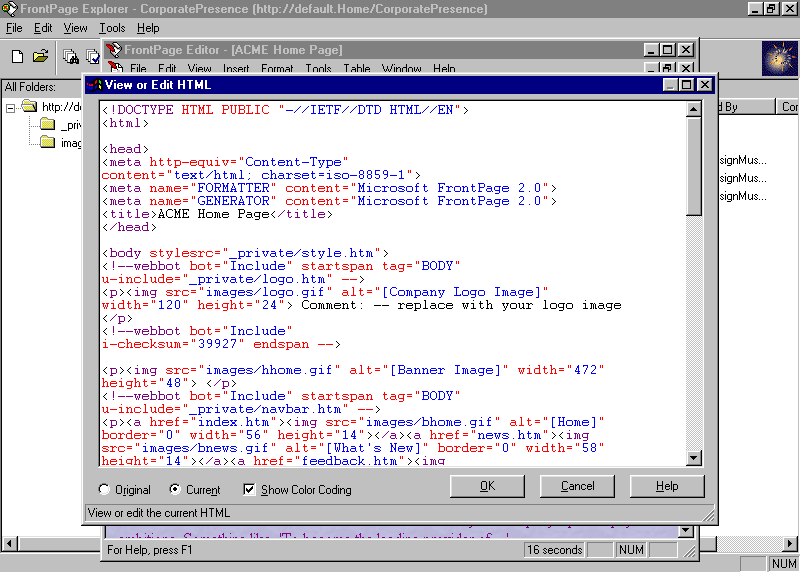 FrontPage Explorer - CorporatePresence (http://default.Home/CorporatePresence)
File Edit View Tools Help
FrontPage Editor - [ACME Home Page]
File Edit View Insert Format Tools Table Window Help
All Folders:
http://de
_pri
imag
d By Con
signMus...
signMus...
signMus...
View or Edit HTML
<!DOCTYPE HTML PUBLIC "-//IETF//DTD HTML//EN">
<html>
<head>
<meta http-equiv="Content-Type"
content="text/html; charset=iso-8859-1">
<meta name="FORMATTER" content="Microsoft FrontPage 2.0">
<meta name="GENERATOR" content="Microsoft FrontPage 2.0">
<title>ACME Home Page</title>
</head>
<body stylesrc="_private/style.htm">
<!--webbot bot="Include" startspan tag="BODY"
u-include="_private/logo.htm" -->
<p><img src="images/logo.gif" alt="[Company Logo Image]"
width="120" height="24"> Comment: -- replace with your logo image
</p>
<!--webbot bot="Include"
i-checksum="39927" endspan -->
<p><img src="images/hhome.gif" alt="[Banner Image]" width="472"
height="48"> </p>
<!--webbot bot="Include" startspan tag="BODY"
u-include="_private/navbar.htm" -->
<p><a href="index.htm"><img src="images/bhome.gif" alt="[Home]"
border="0" width="56" height="14"></a><a href="news.htm"><img
src="images/bnews.gif" alt="[What's New]" border="0" width="58"
height="14"></a><a href="feedback.htm"><img
Original Current Show Color Coding OK Cancel Help
View or edit the current HTML
ambitions. Something like, "To become the leading provider of...'
For Help, press F1 16 seconds NUM
NUM